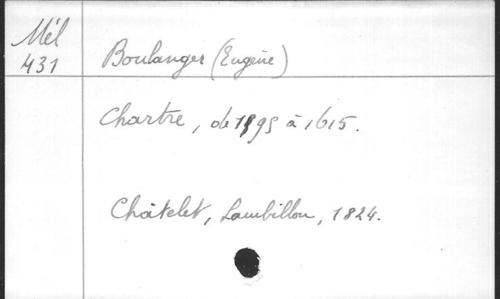 Mél
431
Boulanger (Eugène)
Chartre, de 1595 à 1615.
Châtelet, Lambillon, 1824.